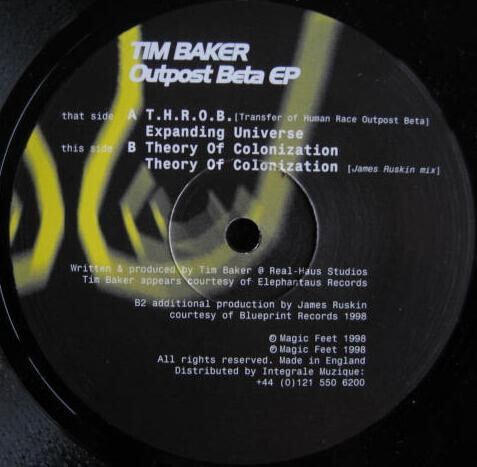 TIM BAKER
Outpost Beta EP
that side A T.H.R.O.B. [Transfer of Human Race Outpost Beta]
Expanding Universe
this side B Theory Of Colonization
Theory Of Colonization [James Ruskin mix]
Written & produced by Tim Baker @ Real-Haus Studios
Tim Baker appears courtesy of Elephantaus Records
B2 additional production by James Ruskin
courtesy of Blueprint Records 1998
© Magic Feet 1998
℗ Magic Feet 1998
All rights reserved. Made in England
Distributed by Integrale Muzique:
+44 (0)121 550 6200